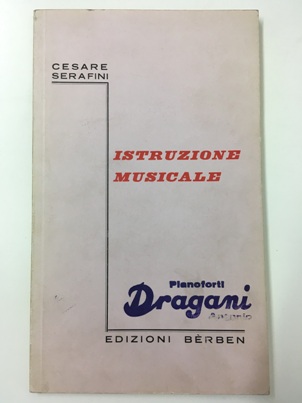 CESARE
SERAFINI
ISTRUZIONE
MUSICALE
Pianoforti
Dragani
EDIZIONI BÈRBEN